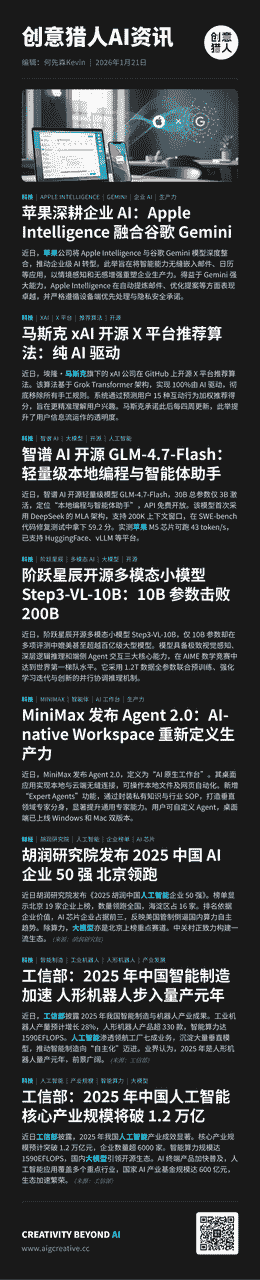 创意猎人AI资讯
创意
猎人
编辑：何先森Kevin | 2026年1月21日
科技 | APPLE INTELLIGENCE | GEMINI | 企业 AI | 生产力
苹果深耕企业 AI：Apple
Intelligence 融合谷歌 Gemini
近日，苹果公司将 Apple Intelligence 与谷歌 Gemini 模型深度整
合，推动企业级 AI 转型。此举旨在将智能能力无缝嵌入邮件、日历
等应用，以情境感知和无感增强重塑企业生产力。得益于 Gemini 强
大能力，Apple Intelligence 在自动提炼邮件、优化提案等方面表现
卓越，并严格遵循设备端优先处理与隐私安全承诺。
科技 | XAI | X 平台 | 推荐算法 | 开源
马斯克 xAI 开源 X 平台推荐算
法：纯 AI 驱动
近日，埃隆·马斯克旗下的 xAI 公司在 GitHub 上开源 X 平台推荐算
法。该算法基于 Grok Transformer 架构，实现 100%由 AI 驱动，彻
底移除所有手工规则。系统通过预测用户 15 种互动行为加权推荐得
分，旨在更精准理解用户兴趣。马斯克承诺此后每四周更新，此举提
升了用户信息流运作的透明度。
科技 | 智谱 AI | 大模型 | 开源 | 人工智能
智谱 AI 开源 GLM-4.7-Flash：
轻量级本地编程与智能体助手
近日，智谱 AI 开源轻量级模型 GLM-4.7-Flash，30B 总参数仅 3B 激
活，定位“本地编程与智能体助手”，API 免费开放。该模型首次采
用 DeepSeek 的 MLA 架构，支持 200K 上下文窗口，在 SWE-bench
代码修复测试中拿下 59.2 分。实测苹果 M5 芯片可跑 43 token/s，
已支持 HuggingFace、vLLM 等平台。
科技 | 阶跃星辰 | 多模态 AI | 大模型 | 开源
阶跃星辰开源多模态小模型
Step3-VL-10B：10B 参数击败
200B
近日，阶跃星辰开源多模态小模型 Step3-VL-10B，仅 10B 参数却在
多项评测中媲美甚至超越百亿级大型模型。模型具备极致视觉感知、
深层逻辑推理和端侧 Agent 交互三大核心能力，在 AIME 数学竞赛中
达到世界第一梯队水平。它采用 1.2T 数据全参数联合预训练、强化
学习迭代与创新的并行协调推理机制。
科技 | MINIMAX | 智能体 | AI 工作台 | 生产力
MiniMax 发布 Agent 2.0：AI-
native Workspace 重新定义生
产力
近日，MiniMax 发布 Agent 2.0，定义为“AI 原生工作台”。其桌面
应用实现本地与云端无缝连接，可操作本地文件及网页自动化。新增
“Expert Agents”功能，通过封装私有知识与行业 SOP，打造垂直
领域专家分身，显著提升通用专家能力。用户可自定义 Agent，桌面
端已上线 Windows 和 Mac 双版本。
财经 | 胡润研究院 | 人工智能 | 企业榜单 | AI 芯片
胡润研究院发布 2025 中国 AI
企业 50 强 北京领跑
近日胡润研究院发布《2025 胡润中国人工智能企业 50 强》。榜单显
示北京 19 家企业上榜，数量领跑全国，海淀区占 16 家。排名依据
企业价值，AI 芯片企业占据前三，反映美国管制倒逼国内算力自主
趋势。除算力，大模型亦是北京上榜重点赛道。中关村正致力构建一
流生态。（来源：胡润研究院）
科技 | 智能制造 | 工业机器人 | 人形机器人 | 产业发展
工信部：2025 年中国智能制造
加速 人形机器人步入量产元年
近日，工信部披露 2025 年我国智能制造与机器人产业成果。工业机
器人产量预计增长 28%，人形机器人产品超 330 款，智能算力达
1590EFLOPS。人工智能渗透领航工厂七成业务，沉淀大量垂直模
型，推动智能制造向“自主化”迈进。业界认为，2025 年是人形机
器人量产元年，前景广阔。（来源：工信部）
科技 | 人工智能 | 产业规模 | 智能算力 | 大模型
工信部：2025 年中国人工智能
核心产业规模将破 1.2 万亿
近日工信部披露，2025 年我国人工智能产业成效显著。核心产业规
模预计突破 1.2 万亿元，企业数量超 6000 家。智能算力规模达
1590EFLOPS，国内大模型引领开源生态。AI 终端产品加快普及，人
工智能应用覆盖多个重点行业，国家 AI 产业基金规模达 600 亿元，
生态加速繁荣。（来源：工信部）
CREATIVITY BEYOND AI
www.aigcreative.cc